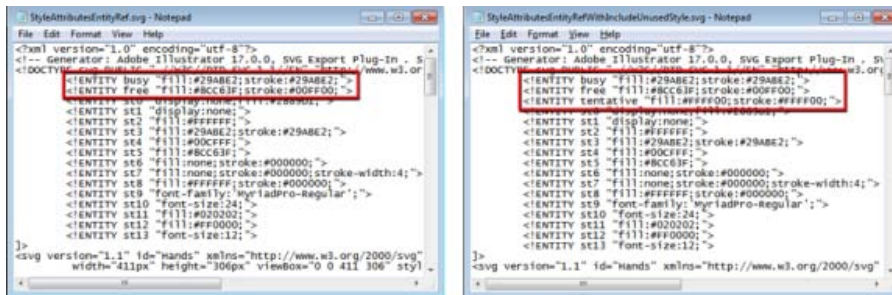 StyleAttributesEntityRef.svg - Notepad
File Edit Format View Help
<?xml version="1.0" encoding="utf-8"?>
<!-- Generator: Adobe Illustrator 17.0.0, SVG Export Plug-In . S
<!ENTITY busy "fill:#29ABE2;stroke:#29ABE2;">
<!ENTITY free "fill:#8CC63F;stroke:#00FF00;">
<!ENTITY st1 "display:none;">
<!ENTITY st2 "fill:#FFFFFF;">
<!ENTITY st3 "fill:#29ABE2;stroke:#29ABE2;">
<!ENTITY st4 "fill:#00CFFF;">
<!ENTITY st5 "fill:#8CC63F;">
<!ENTITY st6 "fill:none;stroke:#000000;">
<!ENTITY st7 "fill:none;stroke:#000000;stroke-width:4;">
<!ENTITY st8 "fill:#FFFFFF;stroke:#000000;">
<!ENTITY st9 "font-family:'MyriadPro-Regular';">
<!ENTITY st10 "font-size:24;">
<!ENTITY st11 "fill:#020202;">
<!ENTITY st12 "fill:#FF0000;">
<!ENTITY st13 "font-size:12;">
]>
<svg version="1.1" id="Hands" xmlns="http://www.w3.org/2000/svg"
width="411px" height="306px" viewBox="0 0 411 306" styl
StyleAttributesEntityRefWithIncludeUnusedStyle.svg - Notepad
File Edit Format View Help
<?xml version="1.0" encoding="utf-8"?>
<!-- Generator: Adobe Illustrator 17.0.0, SVG Export Plug-In . S
<!ENTITY busy "fill:#29ABE2;stroke:#29ABE2;">
<!ENTITY free "fill:#8CC63F;stroke:#00FF00;">
<!ENTITY tentative "fill:#FFFF00;stroke:#FFFF00;">
<!ENTITY st1 "display:none;">
<!ENTITY st2 "fill:#FFFFFF;">
<!ENTITY st3 "fill:#29ABE2;stroke:#29ABE2;">
<!ENTITY st4 "fill:#00CFFF;">
<!ENTITY st5 "fill:#8CC63F;">
<!ENTITY st6 "fill:none;stroke:#000000;">
<!ENTITY st7 "fill:none;stroke:#000000;stroke-width:4;">
<!ENTITY st8 "fill:#FFFFFF;stroke:#000000;">
<!ENTITY st9 "font-family:'MyriadPro-Regular';">
<!ENTITY st10 "font-size:24;">
<!ENTITY st11 "fill:#020202;">
<!ENTITY st12 "fill:#FF0000;">
<!ENTITY st13 "font-size:12;">
]>
<svg version="1.1" id="Hands" xmlns="http://www.w3.org/2000/svg"